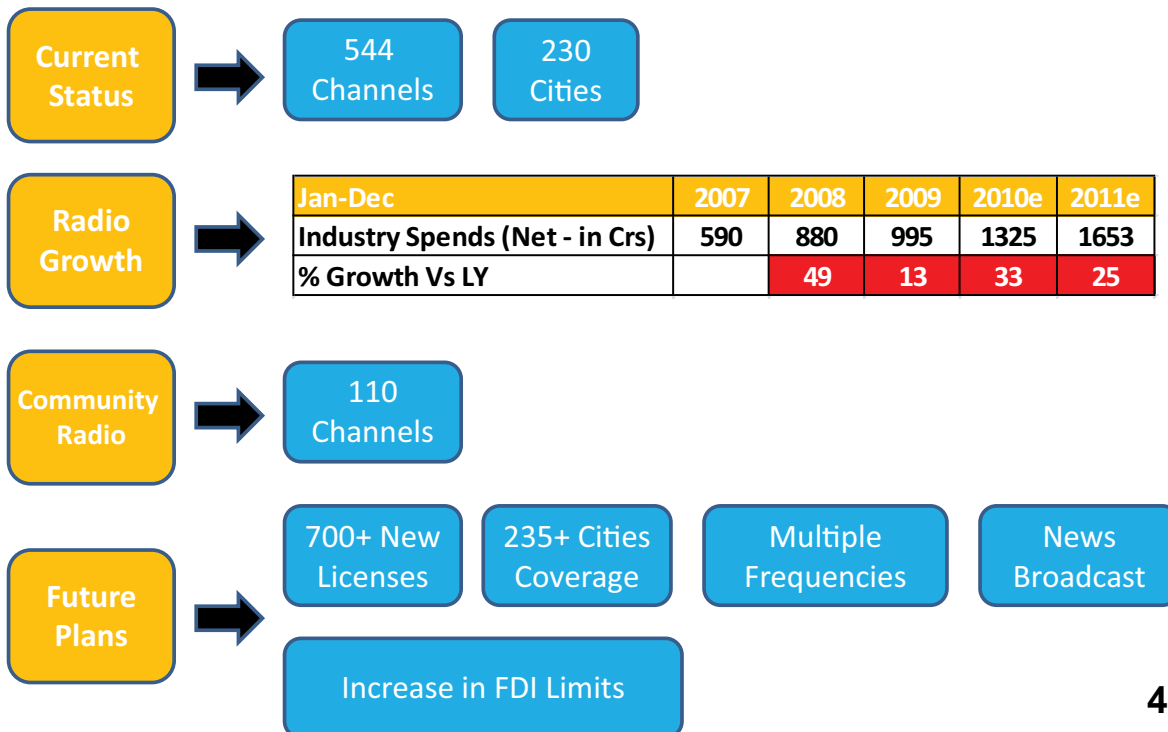 Current
Status
544
Channels
230
Cities
Radio
Growth
Jan-Dec 2007 2008 2009 2010e 2011e
Industry Spends (Net - in Crs) 590 880 995 1325 1653
% Growth Vs LY 49 13 33 25
Community
Radio
110
Channels
Future
Plans
700+ New
Licenses
235+ Cities
Coverage
Multiple
Frequencies
News
Broadcast
Increase in FDI Limits
4